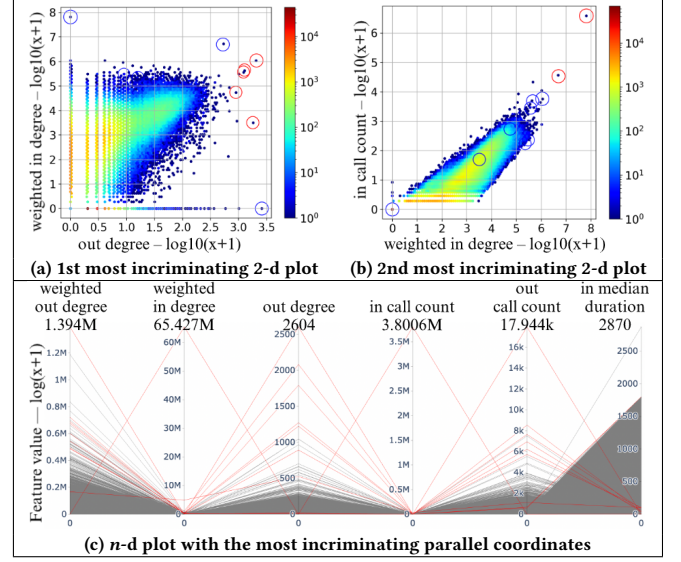 weighted in degree – log10(x+1)
8
7
6
5
4
3
2
1
0
0.0 0.5 1.0 1.5 2.0 2.5 3.0 3.5
out degree – log10(x+1)
10^4
10^3
10^2
10^1
10^0
(a) 1st most incriminating 2-d plot
in call count – log10(x+1)
7
6
5
4
3
2
1
0
0 1 2 3 4 5 6 7 8
weighted in degree – log10(x+1)
10^4
10^3
10^2
10^1
10^0
(b) 2nd most incriminating 2-d plot
Feature value — log(x+1)
weighted
out degree
1.394M
1.2M
1M
0.8M
0.6M
0.4M
0.2M
0
0
weighted
in degree
65.427M
60M
50M
40M
30M
20M
10M
0
0
out degree
2604
2500
2000
1500
1000
500
0
0
in call count
3.8006M
3.5M
3M
2.5M
2M
1.5M
1M
0.5M
0
0
out
call count
17.944k
16k
14k
12k
10k
8k
6k
4k
2k
0
0
in median
duration
2870
2500
2000
1500
1000
500
0
0
(c) n-d plot with the most incriminating parallel coordinates